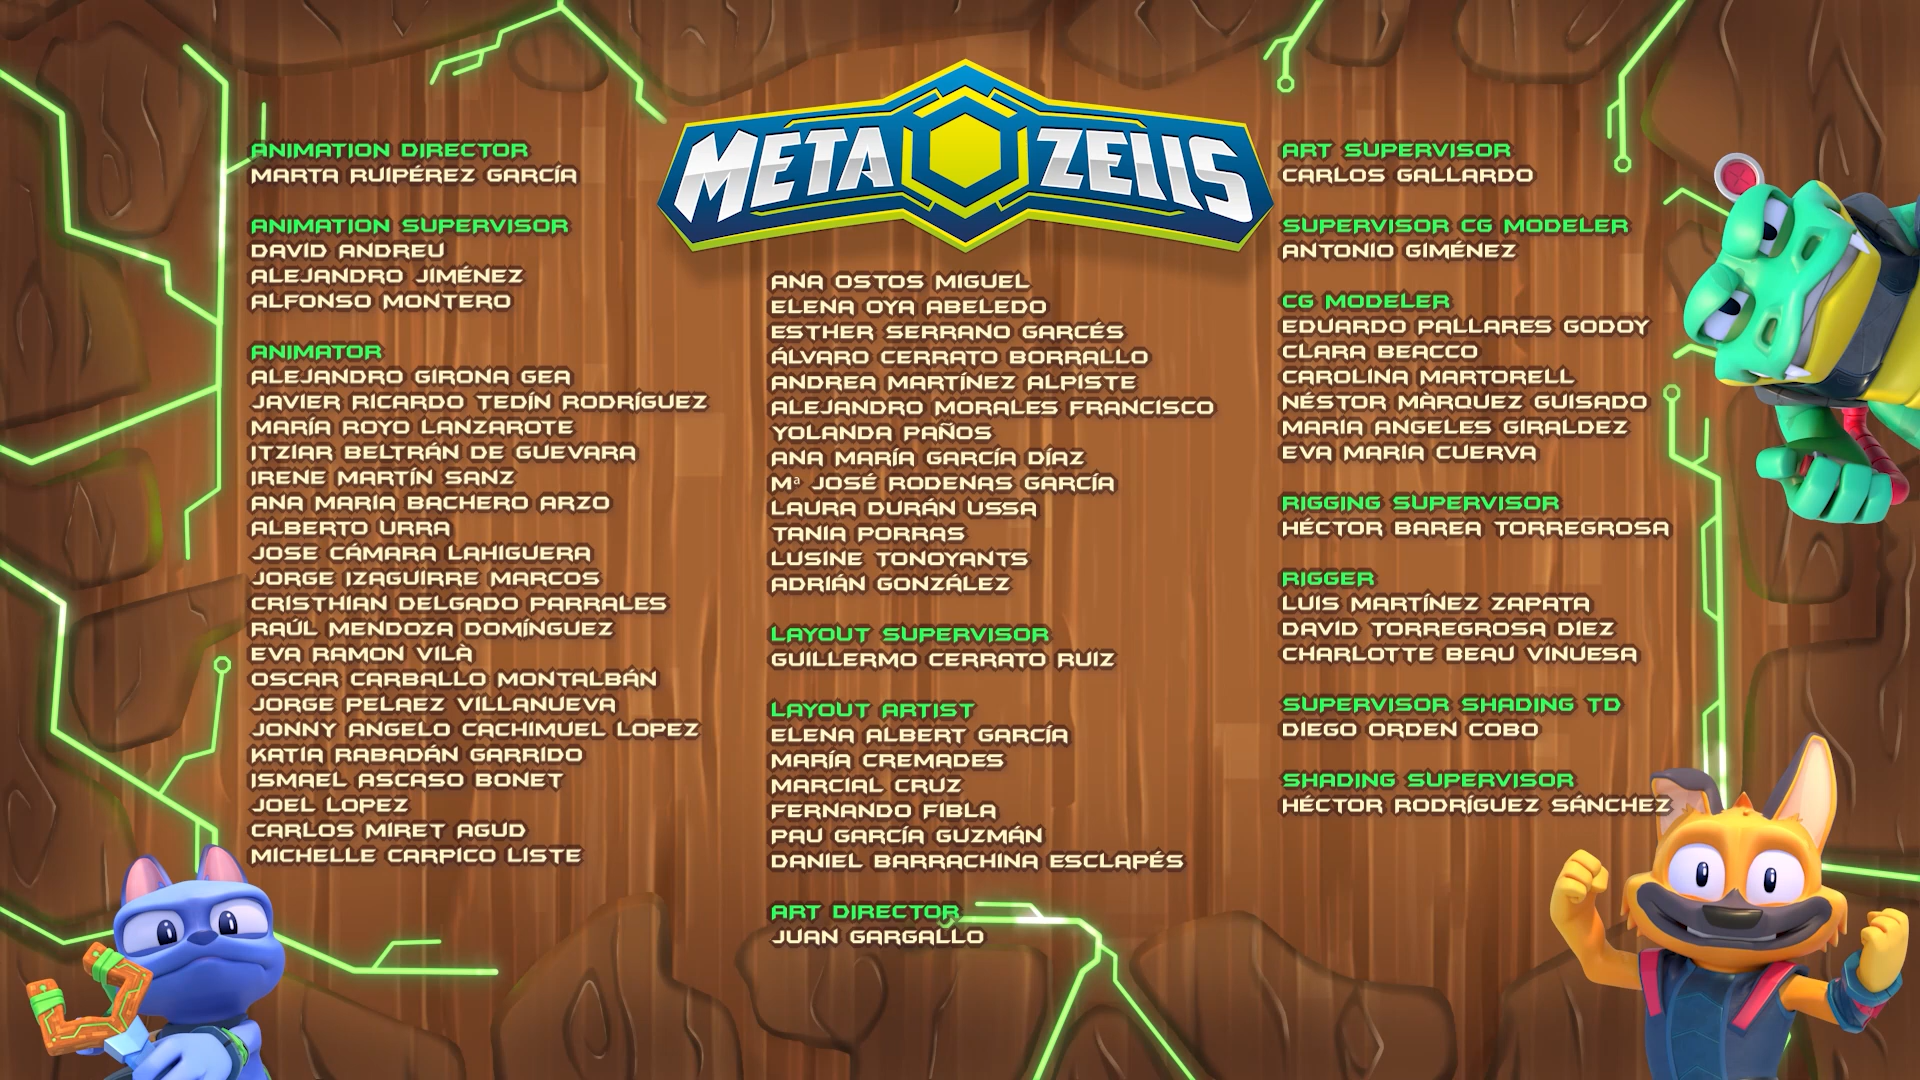 META ZEUS
ANIMATION DIRECTOR
MARTA RUIPÉREZ GARCÍA
ANIMATION SUPERVISOR
DAVID ANDREU
ALEJANDRO JIMÉNEZ
ALFONSO MONTERO
ANIMATOR
ALEJANDRO GIRONA GEA
JAVIER RICARDO TEDÍN RODRÍGUEZ
MARÍA ROYO LANZAROTE
ITZIAR BELTRÁN DE GUEVARA
IRENE MARTÍN SANZ
ANA MARIA BACHERO ARZO
ALBERTO URRA
JOSE CÁMARA LAHIGUERA
JORGE IZAGUIRRE MARCOS
CRISTHIAN DELGADO PARRALES
RAÚL MENDOZA DOMÍNGUEZ
EVA RAMON VILÀ
OSCAR CARBALLO MONTALBÁN
JORGE PELAEZ VILLANUEVA
JONNY ANGELO CACHIMUEL LOPEZ
KATIA RABADÁN GARRIDO
ISMAEL ASCASO BONET
JOEL LOPEZ
CARLOS MIRET AGUD
MICHELLE CARPICO LISTE
ANA OSTOS MIGUEL
ELENA OYA ABELEDO
ESTHER SERRANO GARCÉS
ÁLVARO CERRATO BORRALLO
ANDREA MARTÍNEZ ALPISTE
ALEJANDRO MORALES FRANCISCO
YOLANDA PAÑOS
ANA MARÍA GARCÍA DÍAZ
Mª JOSÉ RODENAS GARCÍA
LAURA DURÁN USSA
TANIA PORRAS
LUSINE TONOYANTS
ADRIÁN GONZÁLEZ
LAYOUT SUPERVISOR
GUILLERMO CERRATO RUIZ
LAYOUT ARTIST
ELENA ALBERT GARCÍA
MARÍA CREMADES
MARCIAL CRUZ
FERNANDO FIBLA
PAU GARCÍA GUZMÁN
DANIEL BARRACHINA ESCLAPÉS
ART DIRECTOR
JUAN GARGALLO
ART SUPERVISOR
CARLOS GALLARDO
SUPERVISOR CG MODELER
ANTONIO GIMÉNEZ
CG MODELER
EDUARDO PALLARES GODOY
CLARA BEACCO
CAROLINA MARTORELL
NÉSTOR MÀRQUEZ GUISADO
MARIA ANGELES GIRALDEZ
EVA MARIA CUERVA
RIGGING SUPERVISOR
HÉCTOR BAREA TORREGROSA
RIGGER
LUIS MARTÍNEZ ZAPATA
DAVID TORREGROSA DIEZ
CHARLOTTE BEAU VINUESA
SUPERVISOR SHADING TD
DIEGO ORDEN COBO
SHADING SUPERVISOR
HÉCTOR RODRÍGUEZ SÁNCHEZ